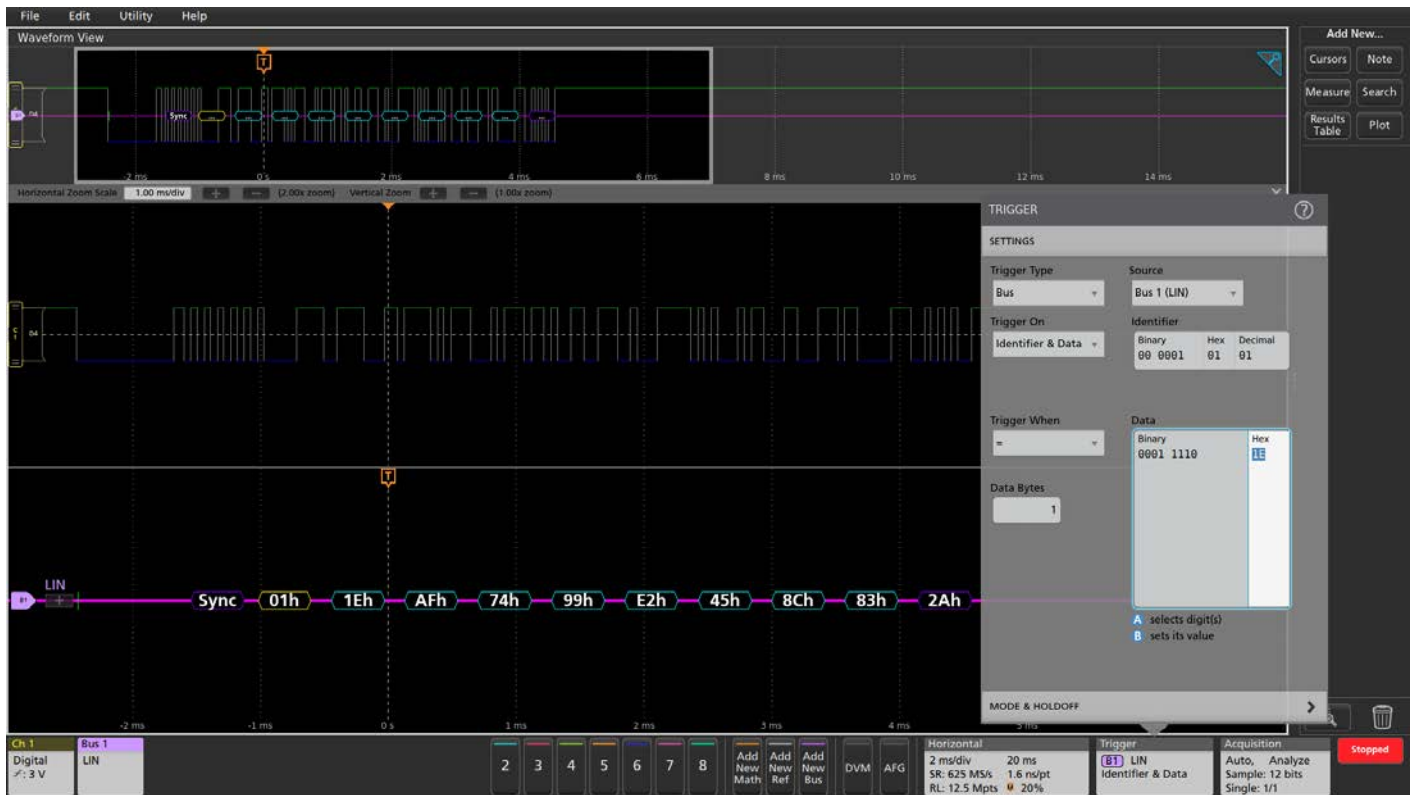 File Edit Utility Help
Waveform View
Add New...
Cursors Note
Measure Search
Results Table Plot
T
Sync ... ... ... ... ... ... ... ... ... ...
D4
-2 ms 0 s 2 ms 4 ms 6 ms 8 ms 10 ms 12 ms 14 ms
Horizontal Zoom Scale 1.00 ms/div + – (2.00x zoom) Vertical Zoom + – (1.00x zoom)
TRIGGER ?
SETTINGS
Trigger Type Source
Bus Bus 1 (LIN)
Trigger On Identifier
Identifier & Data Binary Hex Decimal
00 0001 01 01
C 1 D4
Trigger When Data
= Binary Hex
0001 1110 1E
T
Data Bytes
1
LIN
B1 + Sync 01h 1Eh AFh 74h 99h E2h 45h 8Ch 83h 2Ah
A selects digit(s)
B sets its value
MODE & HOLDOFF
-2 ms -1 ms 0 s 1 ms 2 ms 3 ms 4 ms 5 ms
Ch 1 Bus 1 Horizontal Trigger Acquisition
Digital LIN 2 3 4 5 6 7 8 Add New Math Add New Ref Add New Bus DVM AFG 2 ms/div 20 ms B1 LIN Auto, Analyze Stopped
: 3 V SR: 625 MS/s 1.6 ns/pt Identifier & Data Sample: 12 bits
RL: 12.5 Mpts 20% Single: 1/1